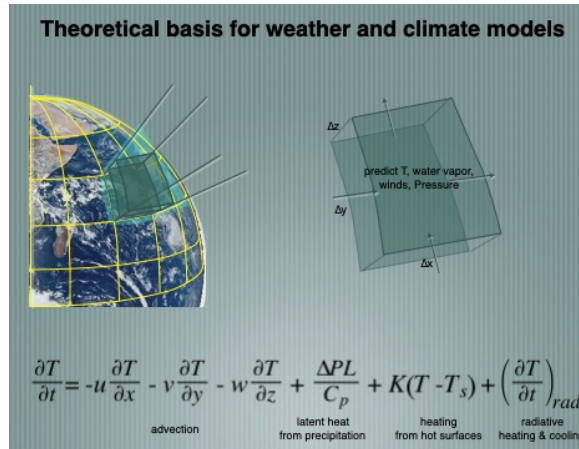 Theoretical basis for weather and climate models
Δz
predict T, water vapor,
winds, Pressure
Δy
Δx
∂T/∂t = -u ∂T/∂x - v ∂T/∂y - w ∂T/∂z + ΔPL/Cp + K(T -Ts) + (∂T/∂t)rad
advection
latent heat
from precipitation
heating
from hot surfaces
radiative
heating & cooling